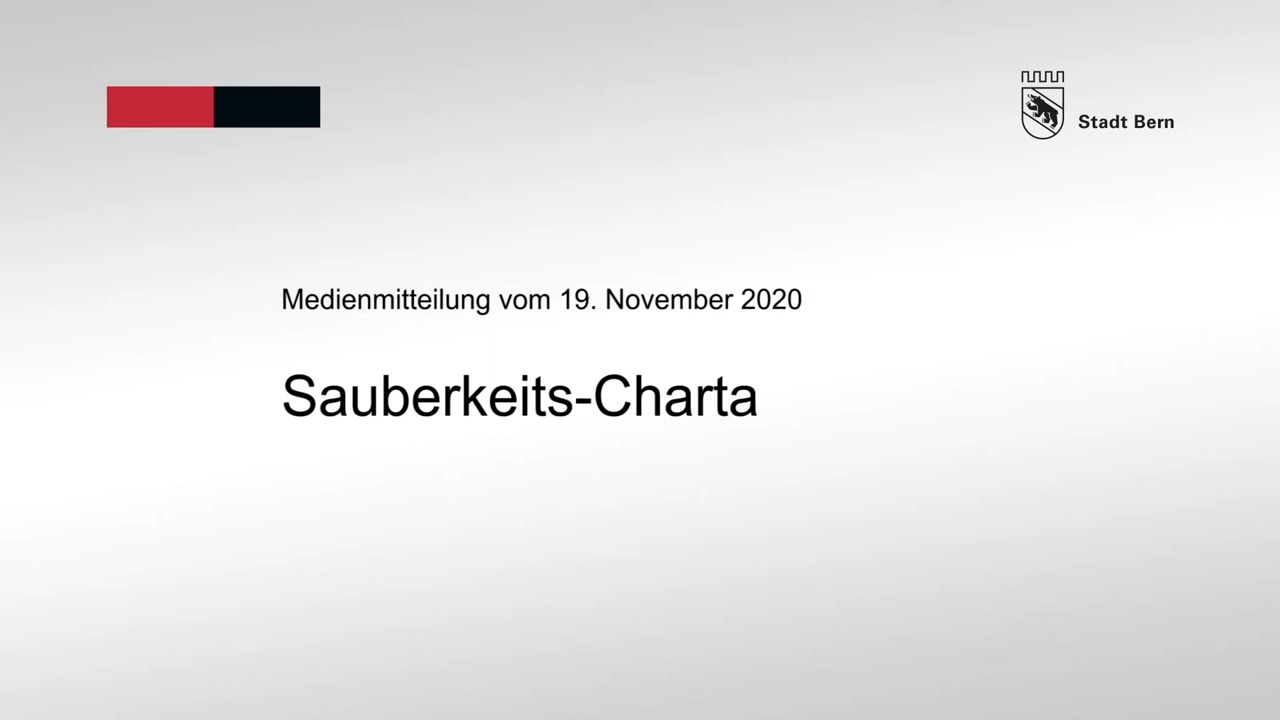 Stadt Bern
Medienmitteilung vom 19. November 2020
Sauberkeits-Charta